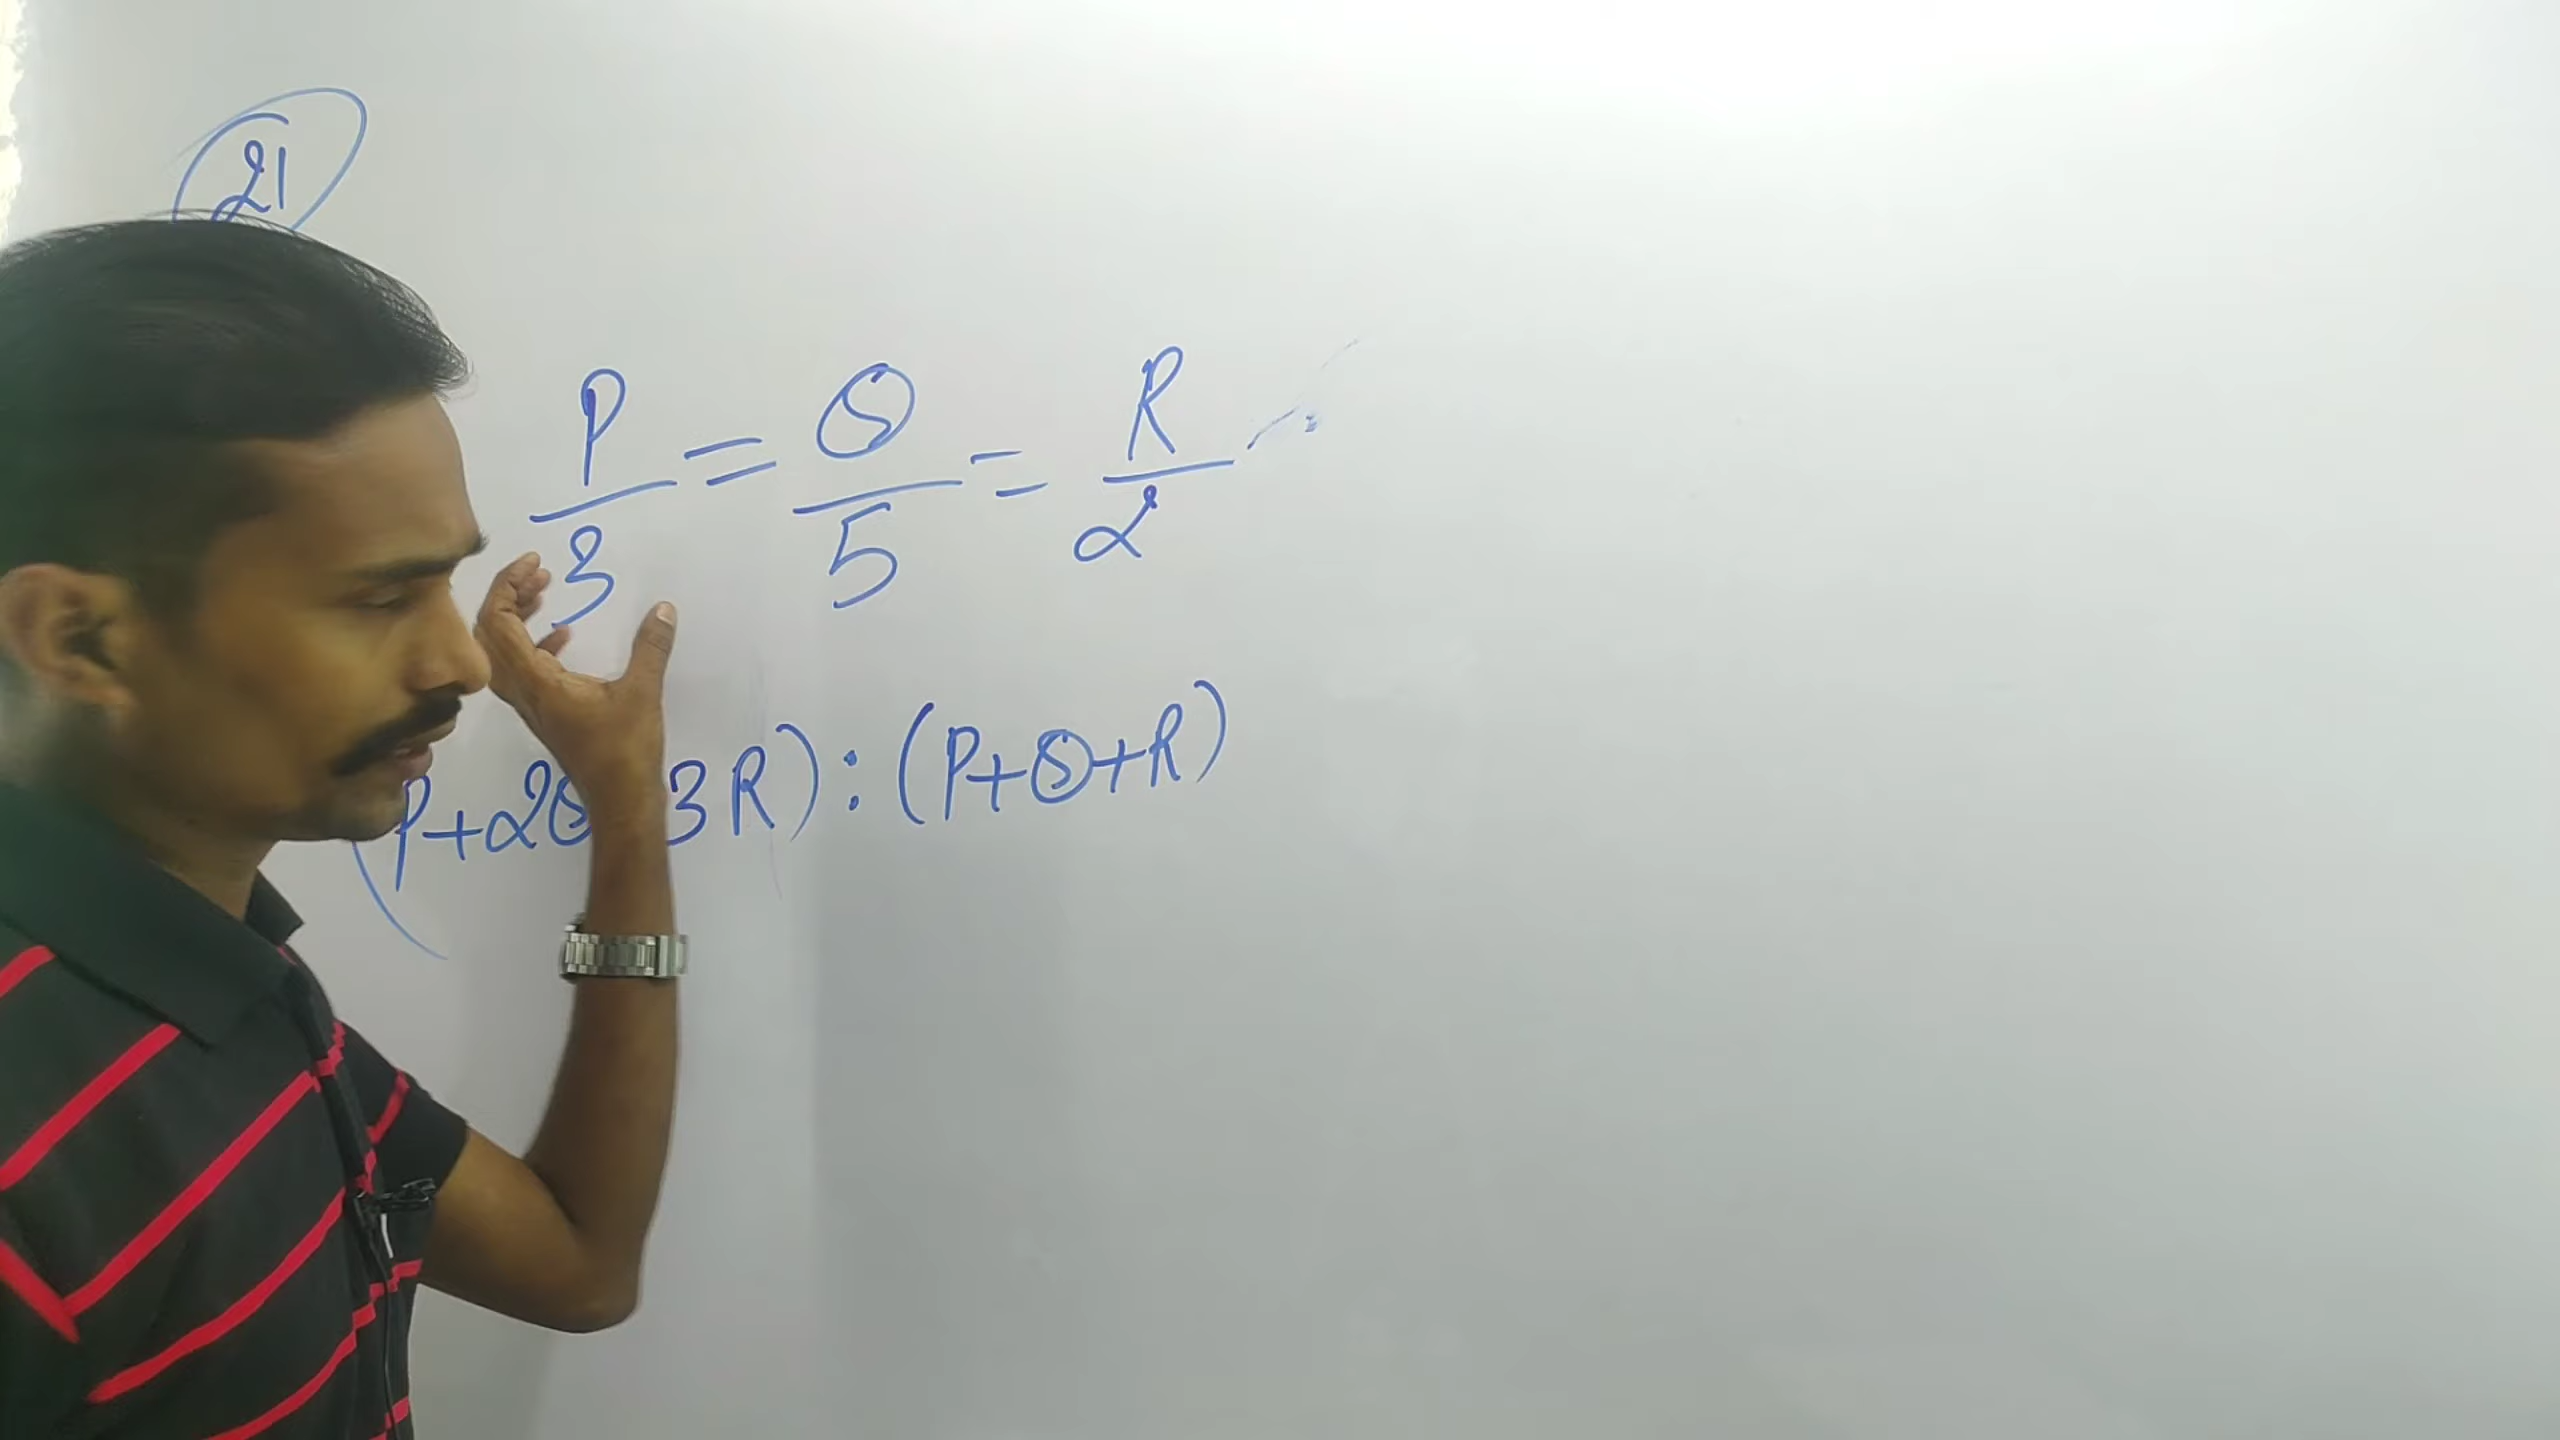 21
P/3 = Q/5 = R/2
(P+2Q 3R) : (P+Q+R)